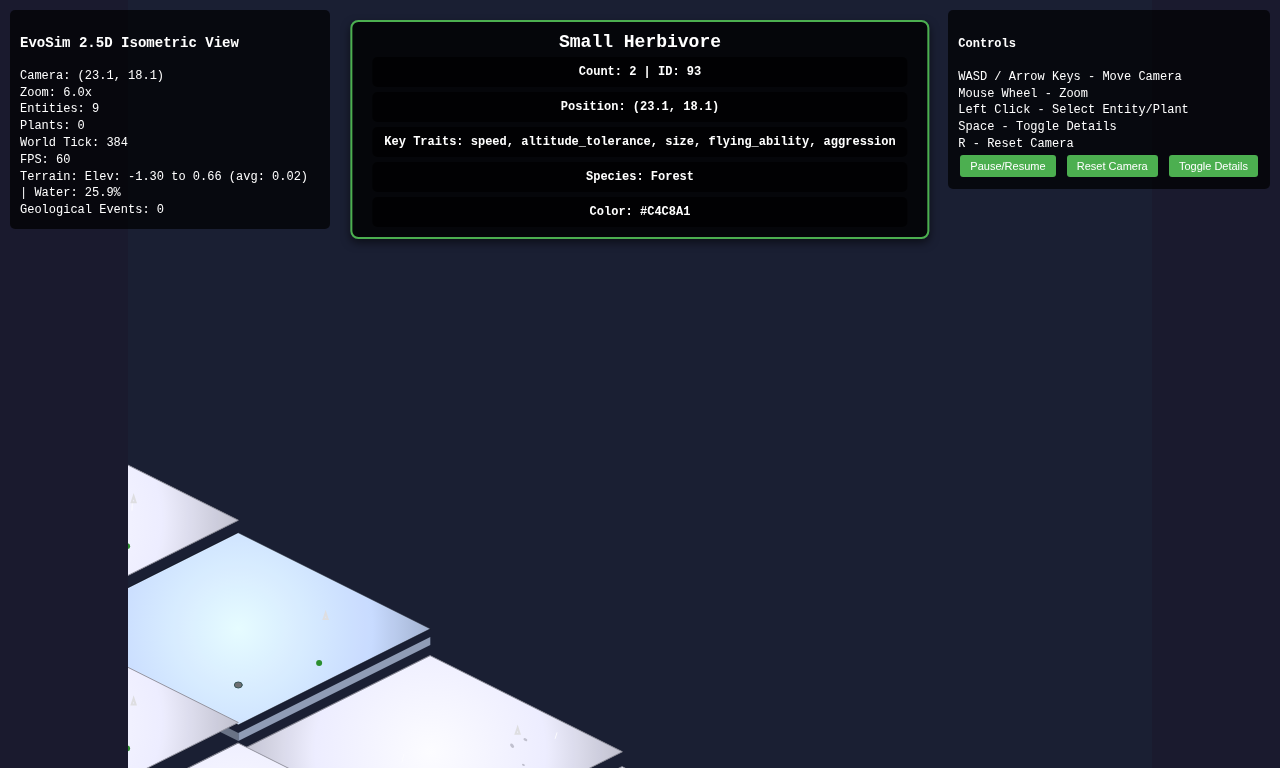 EvoSim 2.5D Isometric View
Camera: (23.1, 18.1)
Zoom: 6.0x
Entities: 9
Plants: 0
World Tick: 384
FPS: 60
Terrain: Elev: -1.30 to 0.66 (avg: 0.02)
| Water: 25.9%
Geological Events: 0
Small Herbivore
Count: 2 | ID: 93
Position: (23.1, 18.1)
Key Traits: speed, altitude_tolerance, size, flying_ability, aggression
Species: Forest
Color: #C4C8A1
Controls
WASD / Arrow Keys - Move Camera
Mouse Wheel - Zoom
Left Click - Select Entity/Plant
Space - Toggle Details
R - Reset Camera
Pause/Resume Reset Camera Toggle Details